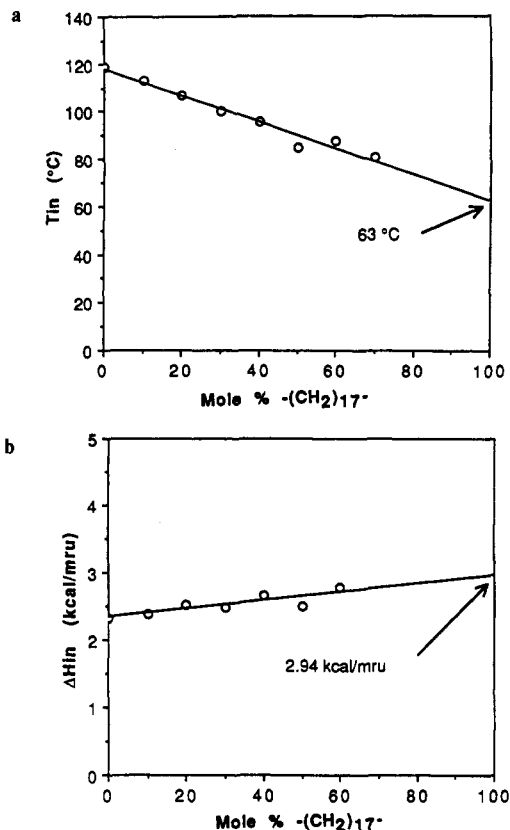 a
140
120
100
80
60
40
20
0
Tin (°C)
63 °C
0 20 40 60 80 100
Mole % -(CH2)17-
b
5
4
3
2
1
0
ΔHin (kcal/mru)
2.94 kcal/mru
0 20 40 60 80 100
Mole % -(CH2)17-